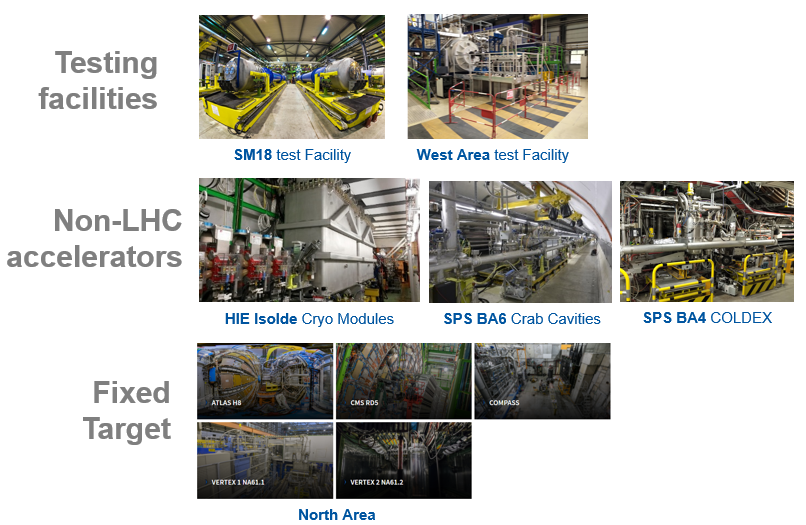 Testing
facilities
SM18 test Facility
West Area test Facility
Non-LHC
accelerators
HIE Isolde Cryo Modules
SPS BA6 Crab Cavities
SPS BA4 COLDEX
Fixed
Target
ATLAS H8
CMS RD5
COMPASS
VERTEX 1 NA61.1
VERTEX 2 NA61.2
North Area